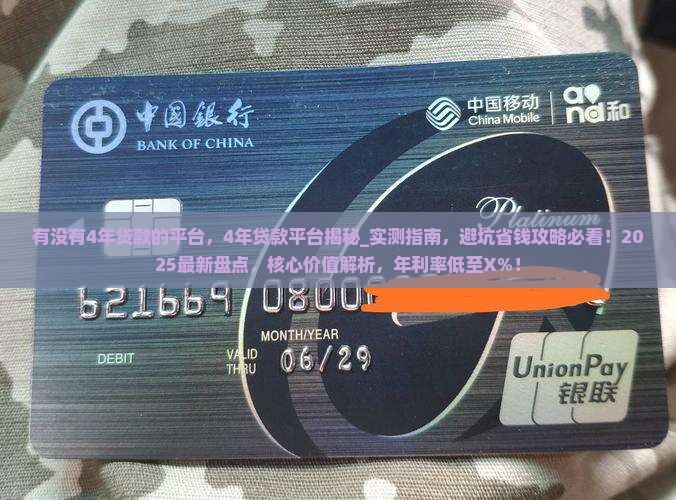 中国银行
BANK OF CHINA
中国移动
China Mobile
and和
Platinum
有没有4年贷款的平台，4年贷款平台揭秘_实测指南，避坑省钱攻略必看！20
25最新盘点，核心价值解析，年利率低至X%！
621669 0800
MONTH/YEAR
DEBIT
VALID
THRU
06/29
UnionPay
银联